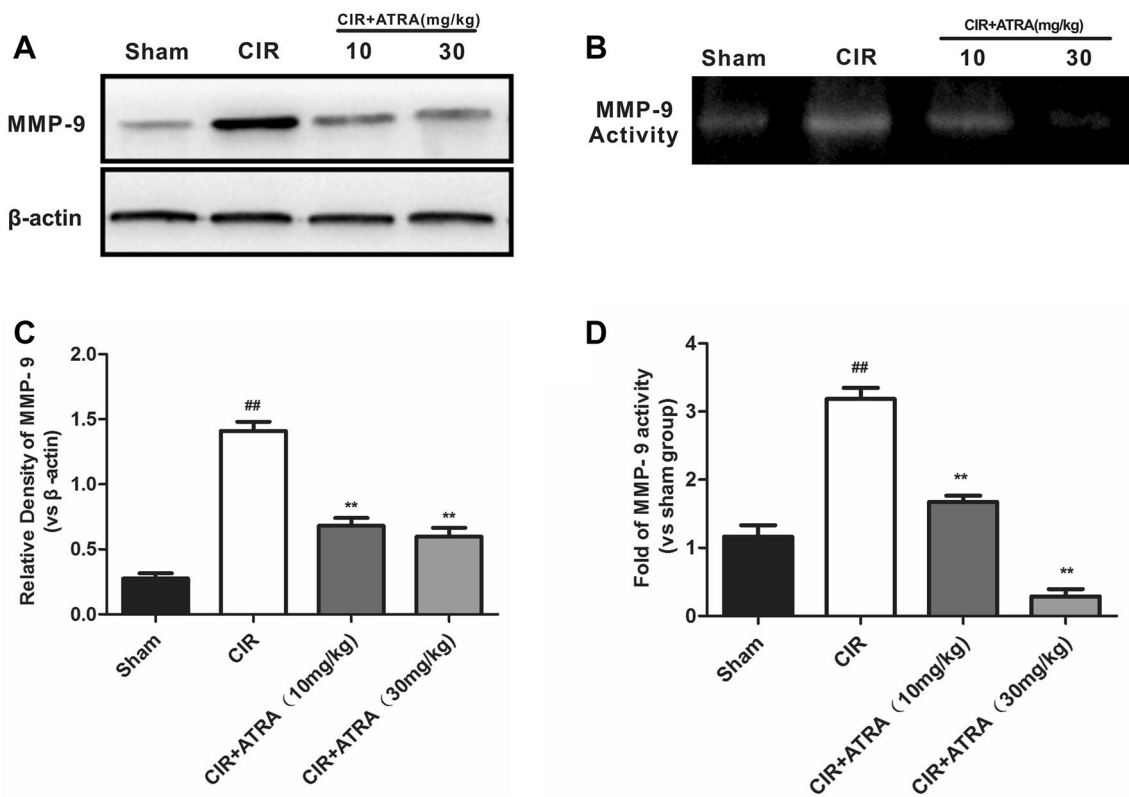 A
CIR+ATRA(mg/kg)
Sham CIR 10 30
MMP-9
β-actin
B
CIR+ATRA(mg/kg)
Sham CIR 10 30
MMP-9
Activity
C
Relative Density of MMP- 9
(vs β -actin)
2.0
1.5
1.0
0.5
0.0
##
**
**
Sham
CIR
CIR+ATRA（10mg/kg）
CIR+ATRA（30mg/kg）
D
Fold of MMP- 9 activity
(vs sham group)
4
3
2
1
0
##
**
**
Sham
CIR
CIR+ATRA（10mg/kg）
CIR+ATRA（30mg/kg）